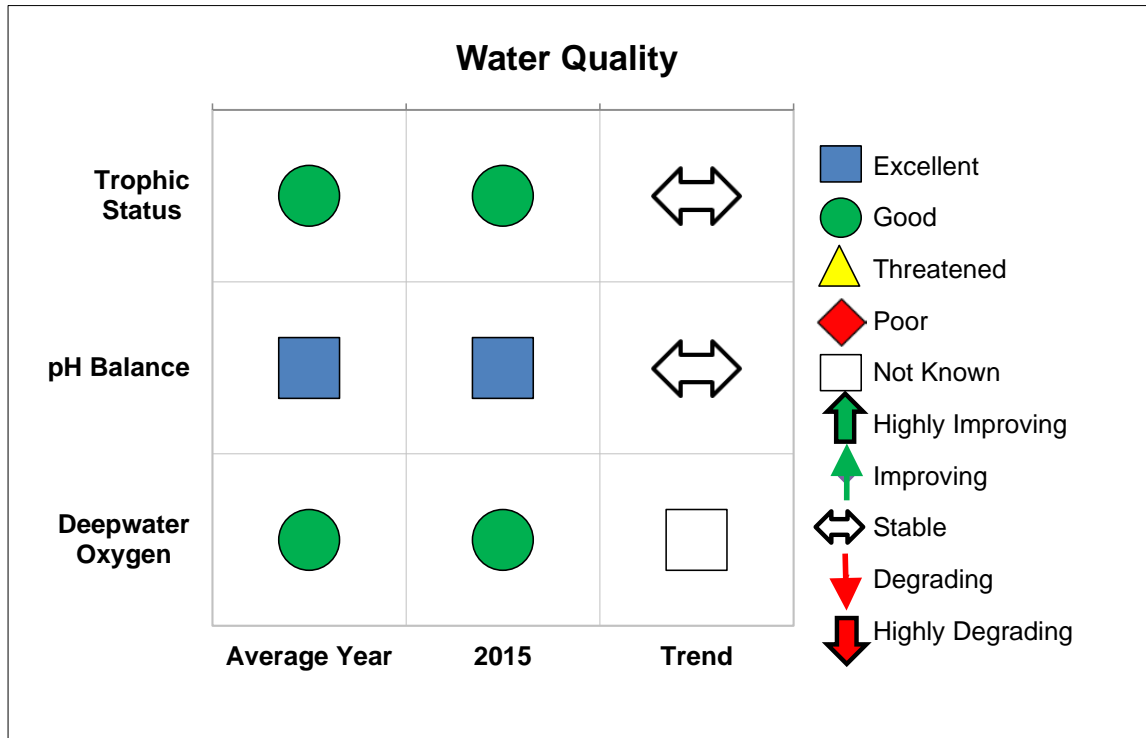 Water Quality
Trophic
Status
pH Balance
Deepwater
Oxygen
Average Year
2015
Trend
Excellent
Good
Threatened
Poor
Not Known
Highly Improving
Improving
Stable
Degrading
Highly Degrading